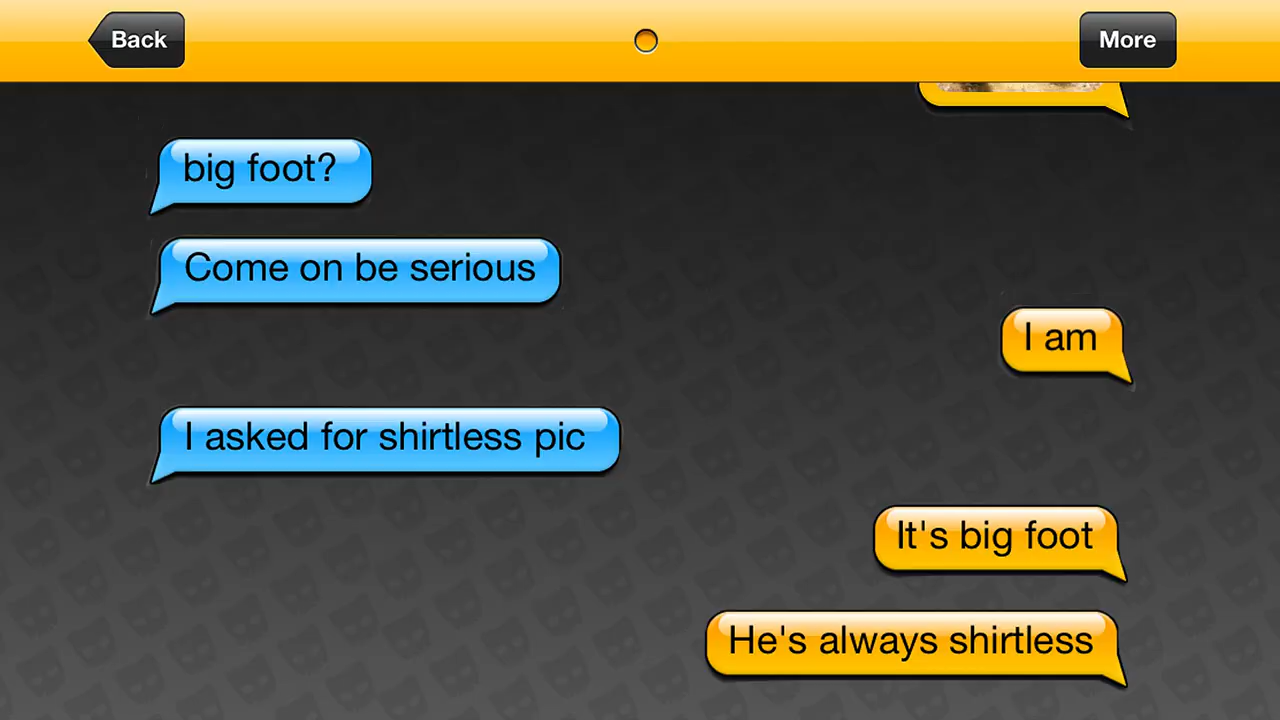 Back
More
big foot?
Come on be serious
I am
I asked for shirtless pic
It's big foot
He's always shirtless